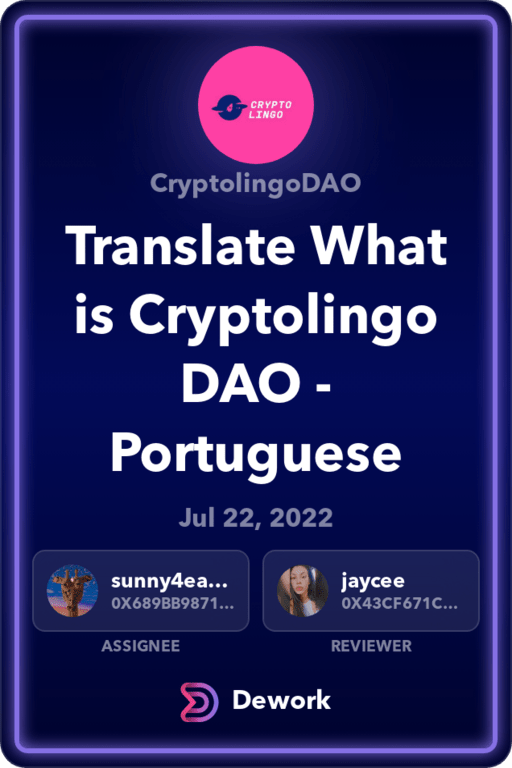 CRYPTO
LINGO
CryptolingoDAO
Translate What
is Cryptolingo
DAO -
Portuguese
Jul 22, 2022
sunny4ea...
0X689BB9871...
jaycee
0X43CF671C...
ASSIGNEE
REVIEWER
Dework